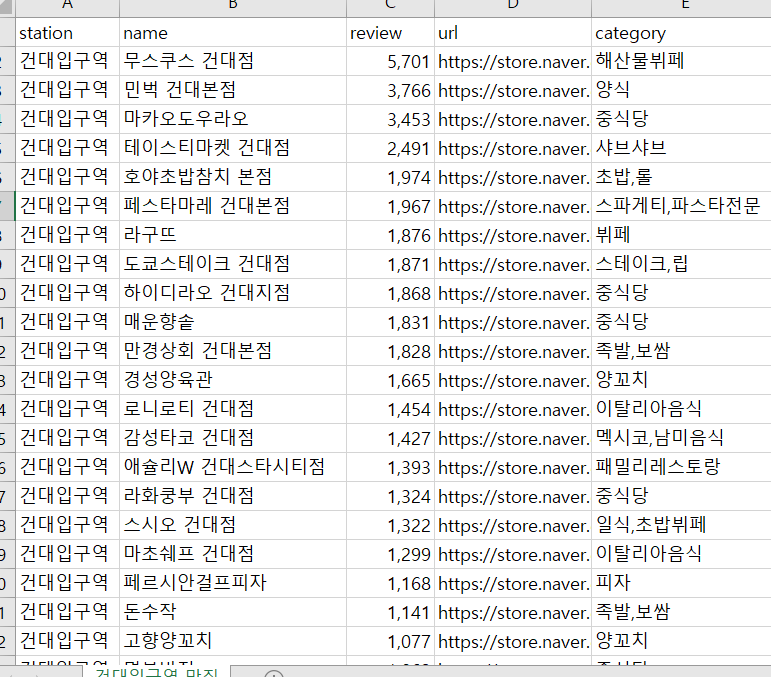 A B C D E
station name review url category
건대입구역 무스쿠스 건대점 5,701 https://store.naver. 해산물뷔페
건대입구역 민벅 건대본점 3,766 https://store.naver. 양식
건대입구역 마카오도우라오 3,453 https://store.naver. 중식당
건대입구역 테이스티마켓 건대점 2,491 https://store.naver. 샤브샤브
건대입구역 호야초밥참치 본점 1,974 https://store.naver. 초밥,롤
건대입구역 페스타마레 건대본점 1,967 https://store.naver. 스파게티,파스타전문
건대입구역 라구뜨 1,876 https://store.naver. 뷔페
건대입구역 도쿄스테이크 건대점 1,871 https://store.naver. 스테이크,립
건대입구역 하이디라오 건대지점 1,868 https://store.naver. 중식당
건대입구역 매운향솥 1,831 https://store.naver. 중식당
건대입구역 만경상회 건대본점 1,828 https://store.naver. 족발,보쌈
건대입구역 경성양육관 1,665 https://store.naver. 양꼬치
건대입구역 로니로티 건대점 1,454 https://store.naver. 이탈리아음식
건대입구역 감성타코 건대점 1,427 https://store.naver. 멕시코,남미음식
건대입구역 애슐리W 건대스타시티점 1,393 https://store.naver. 패밀리레스토랑
건대입구역 라화쿵부 건대점 1,324 https://store.naver. 중식당
건대입구역 스시오 건대점 1,322 https://store.naver. 일식,초밥뷔페
건대입구역 마초쉐프 건대점 1,299 https://store.naver. 이탈리아음식
건대입구역 페르시안걸프피자 1,168 https://store.naver. 피자
건대입구역 돈수작 1,141 https://store.naver. 족발,보쌈
건대입구역 고향양꼬치 1,077 https://store.naver. 양꼬치
건대입구역 맛집